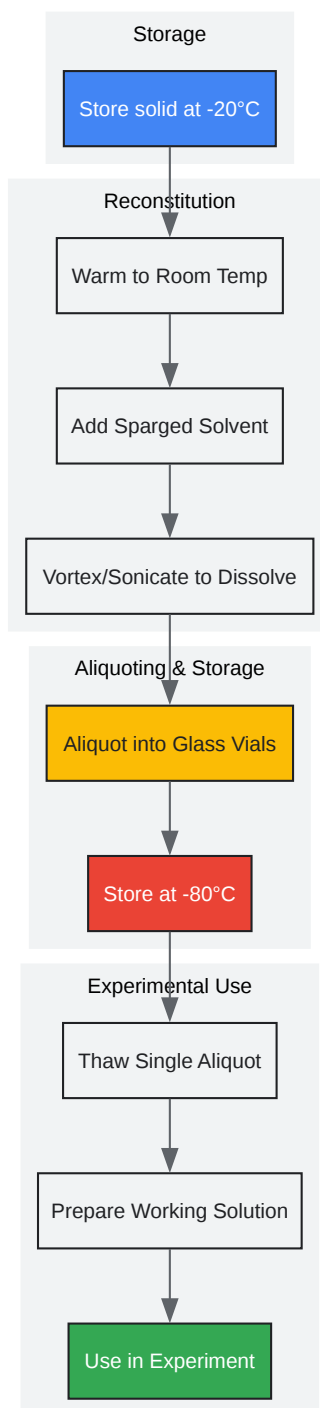 Storage
Store solid at -20°C
Reconstitution
Warm to Room Temp
Add Sparged Solvent
Vortex/Sonicate to Dissolve
Aliquoting & Storage
Aliquot into Glass Vials
Store at -80°C
Experimental Use
Thaw Single Aliquot
Prepare Working Solution
Use in Experiment